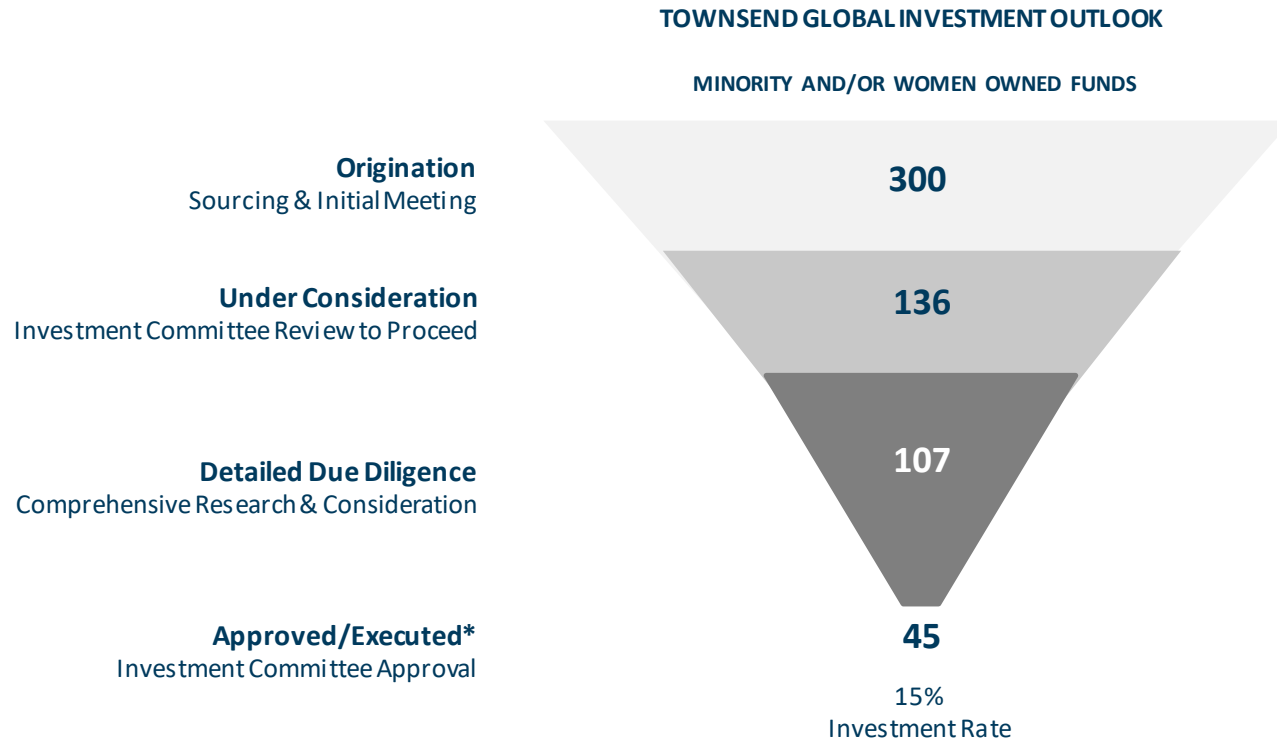 TOWNSEND GLOBAL INVESTMENT OUTLOOK
MINORITY AND/OR WOMEN OWNED FUNDS
Origination
Sourcing & Initial Meeting
300
Under Consideration
Investment Committee Review to Proceed
136
Detailed Due Diligence
Comprehensive Research & Consideration
107
Approved/Executed*
Investment Committee Approval
45
15%
Investment Rate